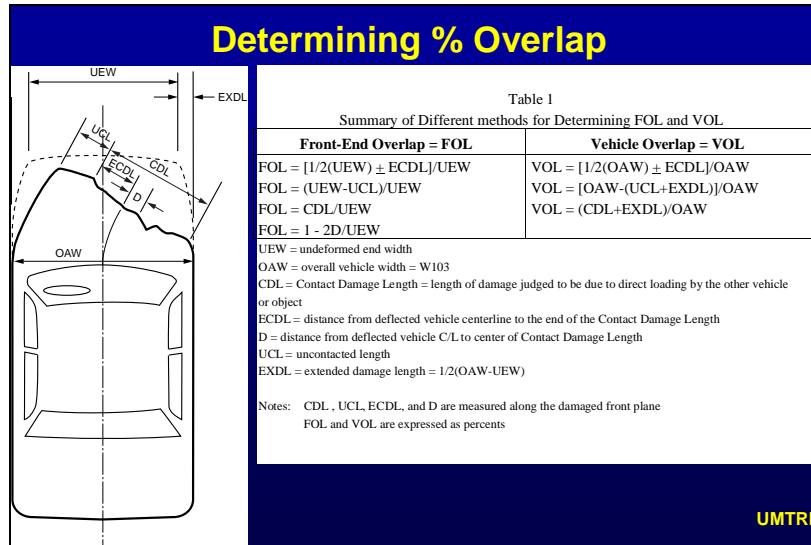 Determining % Overlap
UEW
EXDL
UCL
ECDL
CDL
D
OAW
Table 1
Summary of Different methods for Determining FOL and VOL
Front-End Overlap = FOL
Vehicle Overlap = VOL
FOL = [1/2(UEW) ± ECDL]/UEW
VOL = [1/2(OAW) ± ECDL]/OAW
FOL = (UEW-UCL)/UEW
VOL = [OAW-(UCL+EXDL)]/OAW
FOL = CDL/UEW
VOL = (CDL+EXDL)/OAW
FOL = 1 - 2D/UEW
UEW = undeformed end width
OAW = overall vehicle width = W103
CDL = Contact Damage Length = length of damage judged to be due to direct loading by the other vehicle
or object
ECDL = distance from deflected vehicle centerline to the end of the Contact Damage Length
D = distance from deflected vehicle C/L to center of Contact Damage Length
UCL = uncontacted length
EXDL = extended damage length = 1/2(OAW-UEW)
Notes: CDL , UCL, ECDL, and D are measured along the damaged front plane
FOL and VOL are expressed as percents
UMTRI